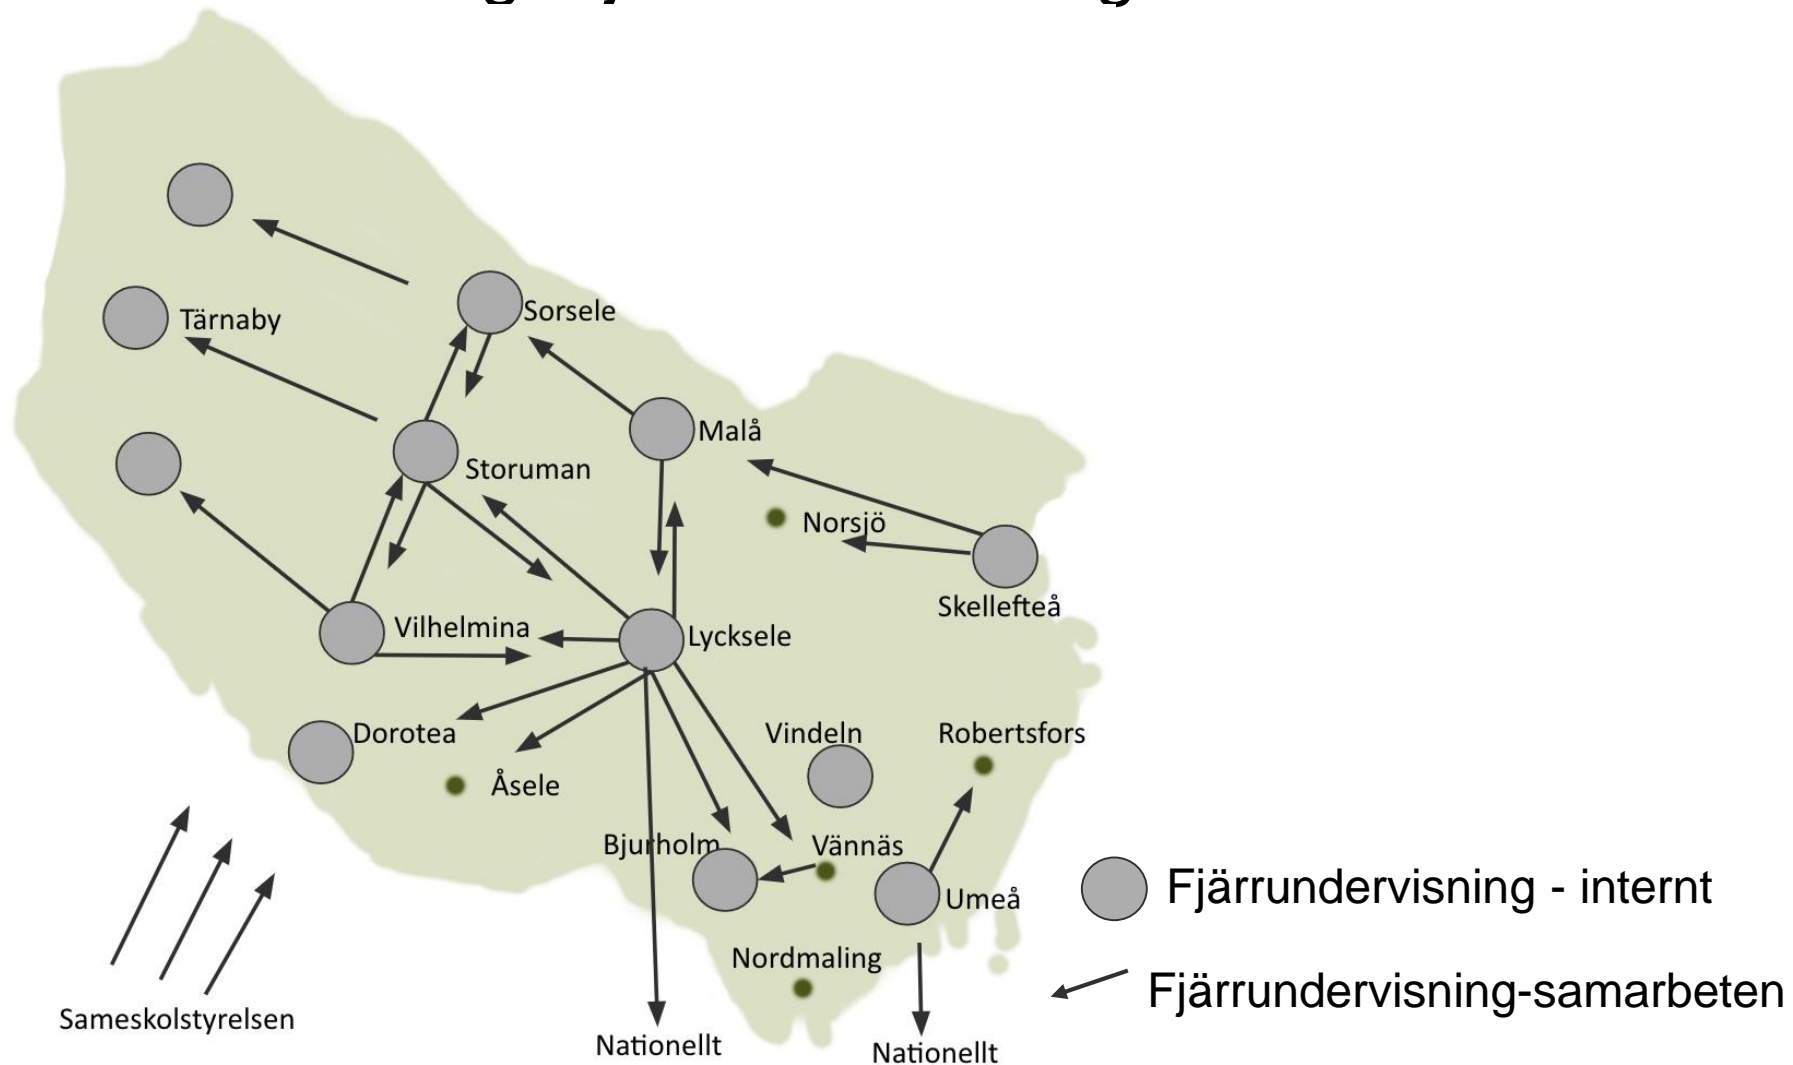 Sorsele
Tärnaby
Malå
Storuman
Norsjö
Skellefteå
Vilhelmina
Lycksele
Dorotea
Vindeln
Robertsfors
Åsele
Bjurholm
Vännäs
Umeå
Fjärrundervisning - internt
Nordmaling
Fjärrundervisning-samarbeten
Sameskolstyrelsen
Nationellt
Nationellt